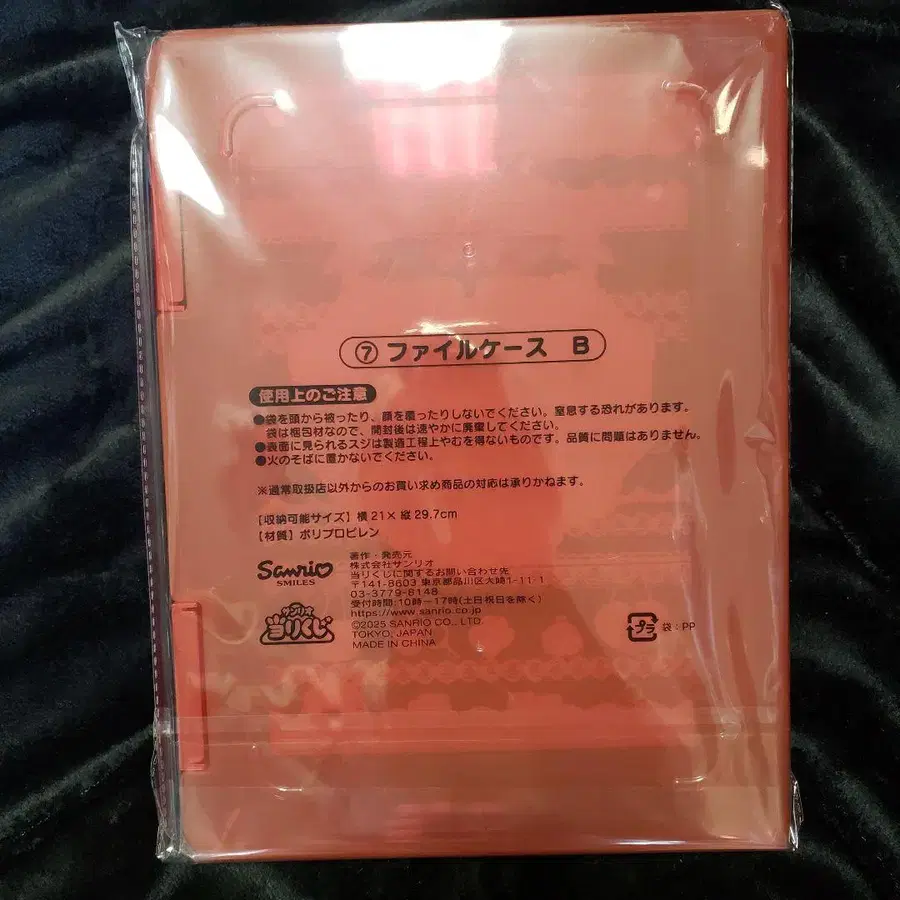 ⑦ ファイルケース B
使用上のご注意
●袋を頭から被ったり、顔を覆ったりしないでください。窒息する恐れがあります。
袋は梱包材なので、開封後は速やかに廃棄してください。
●表面に見られるスジは製造工程上やむを得ないものです。品質に問題はありません。
●火のそばに置かないでください。
※通常取扱店以外からのお買い求め商品の対応は承りかねます。
【収納可能サイズ】横21×縦29.7cm
【材質】ポリプロピレン
Sanrio
SMILES
サンリオ
当りくじ
著作・発売元
株式会社サンリオ
当りくじに関するお問い合わせ先
〒141-8603 東京都品川区大崎1-11-1
03-3779-8148
受付時間:10時ー17時(土日祝日を除く)
https://www.sanrio.co.jp
©2025 SANRIO CO., LTD.
TOKYO, JAPAN
MADE IN CHINA
プラ 袋:PP